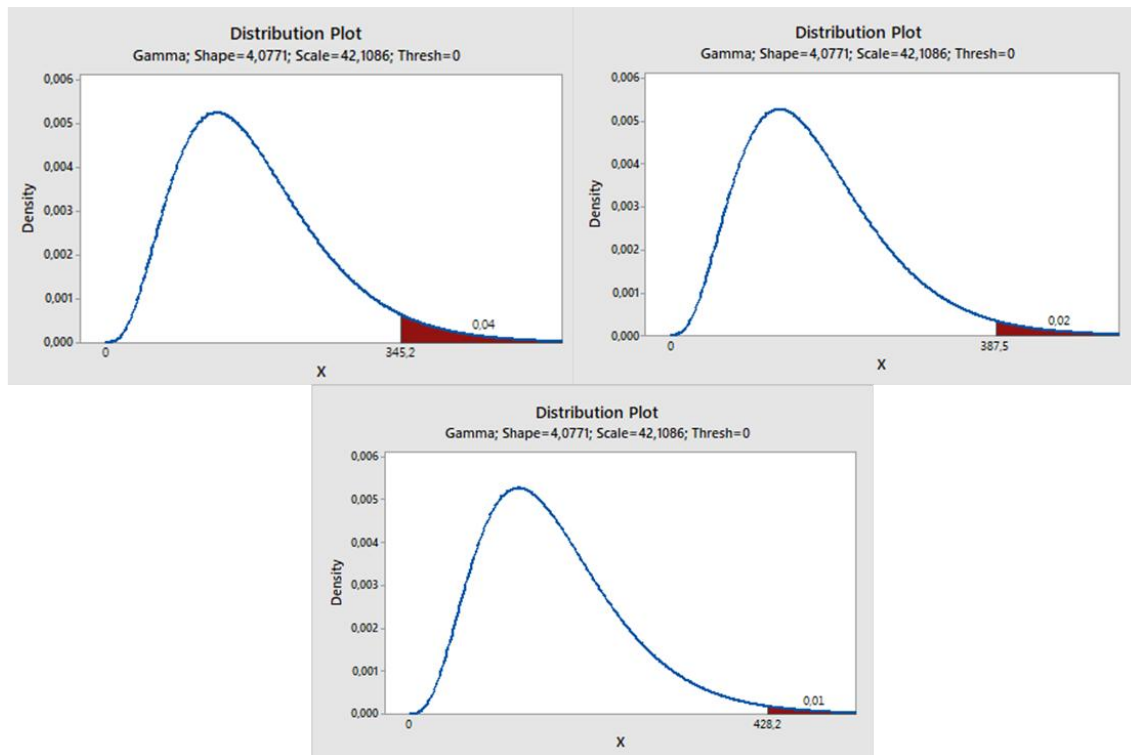 Distribution Plot
Gamma; Shape=4,0771; Scale=42,1086; Thresh=0
0,006
0,005
0,004
0,003
0,002
0,001
0,000
Density
0,04
0
345,2
X
Distribution Plot
Gamma; Shape=4,0771; Scale=42,1086; Thresh=0
0,006
0,005
0,004
0,003
0,002
0,001
0,000
Density
0,02
0
387,5
X
Distribution Plot
Gamma; Shape=4,0771; Scale=42,1086; Thresh=0
0,006
0,005
0,004
0,003
0,002
0,001
0,000
Density
0,01
0
428,2
X